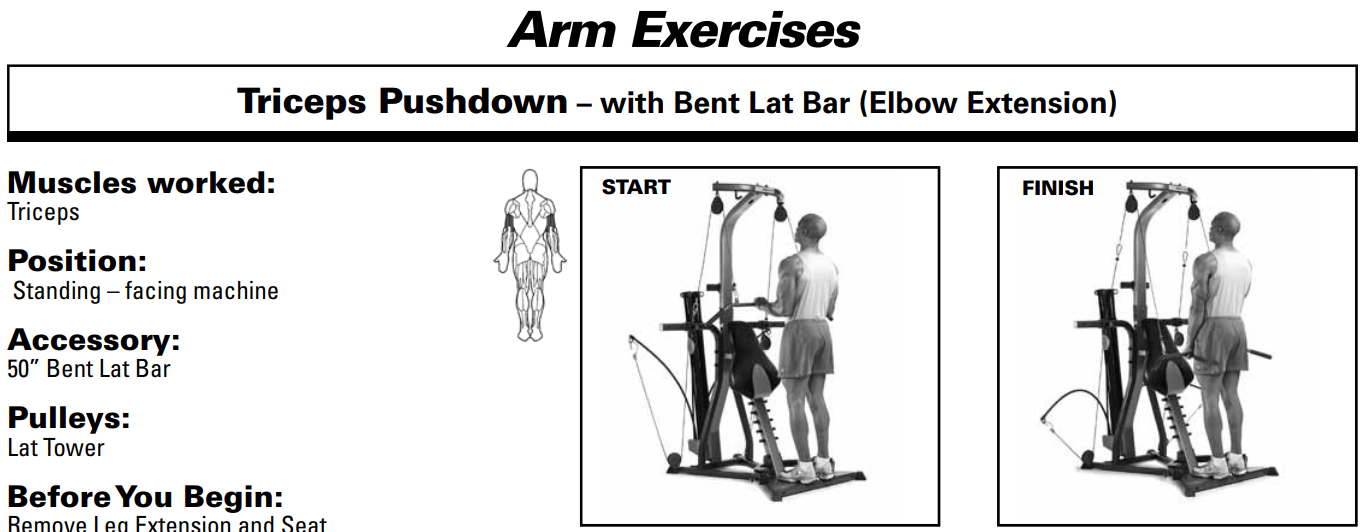 Arm Exercises
Triceps Pushdown – with Bent Lat Bar (Elbow Extension)
Muscles worked:
Triceps
Position:
Standing – facing machine
Accessory:
50” Bent Lat Bar
Pulleys:
Lat Tower
Before You Begin:
Remove Leg Extension and Seat
START
FINISH